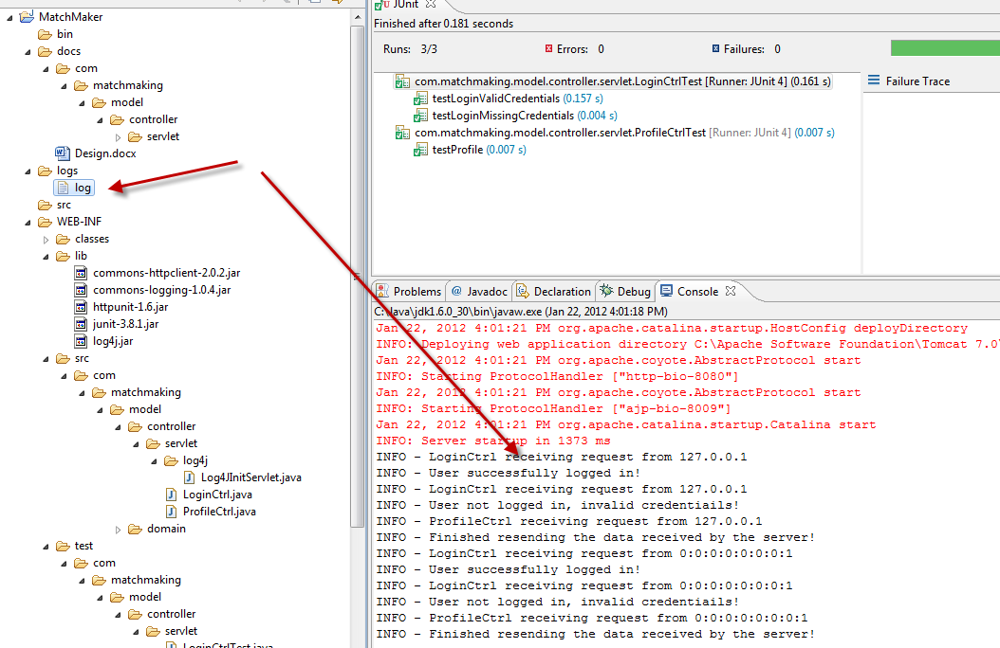 MatchMaker
bin
docs
com
matchmaking
model
controller
servlet
Design.docx
logs
log
src
WEB-INF
classes
lib
commons-httpclient-2.0.2.jar
commons-logging-1.0.4.jar
httpunit-1.6.jar
junit-3.8.1.jar
log4j.jar
src
com
matchmaking
model
controller
servlet
log4j
Log4JInitServlet.java
LoginCtrl.java
ProfileCtrl.java
domain
test
com
matchmaking
model
controller
servlet
LoginCtrlTest.java
JUnit
Finished after 0.181 seconds
Runs: 3/3 Errors: 0 Failures: 0
com.matchmaking.model.controller.servlet.LoginCtrlTest [Runner: JUnit 4] (0.161 s)
testLoginValidCredentials (0.157 s)
testLoginMissingCredentials (0.004 s)
com.matchmaking.model.controller.servlet.ProfileCtrlTest [Runner: JUnit 4] (0.007 s)
testProfile (0.007 s)
Failure Trace
Problems @ Javadoc Declaration Debug Console
C:\Java\jdk1.6.0_30\bin\javaw.exe (Jan 22, 2012 4:01:18 PM)
Jan 22, 2012 4:01:21 PM org.apache.catalina.startup.HostConfig deployDirectory
INFO: Deploying web application directory C:\Apache Software Foundation\Tomcat 7.0\
Jan 22, 2012 4:01:21 PM org.apache.coyote.AbstractProtocol start
INFO: Starting ProtocolHandler ["http-bio-8080"]
Jan 22, 2012 4:01:21 PM org.apache.coyote.AbstractProtocol start
INFO: Starting ProtocolHandler ["ajp-bio-8009"]
Jan 22, 2012 4:01:21 PM org.apache.catalina.startup.Catalina start
INFO: Server startup in 1373 ms
INFO - LoginCtrl receiving request from 127.0.0.1
INFO - User successfully logged in!
INFO - LoginCtrl receiving request from 127.0.0.1
INFO - User not logged in, invalid credentiails!
INFO - ProfileCtrl receiving request from 127.0.0.1
INFO - Finished resending the data received by the server!
INFO - LoginCtrl receiving request from 0:0:0:0:0:0:0:1
INFO - User successfully logged in!
INFO - LoginCtrl receiving request from 0:0:0:0:0:0:0:1
INFO - User not logged in, invalid credentiails!
INFO - ProfileCtrl receiving request from 0:0:0:0:0:0:0:1
INFO - Finished resending the data received by the server!